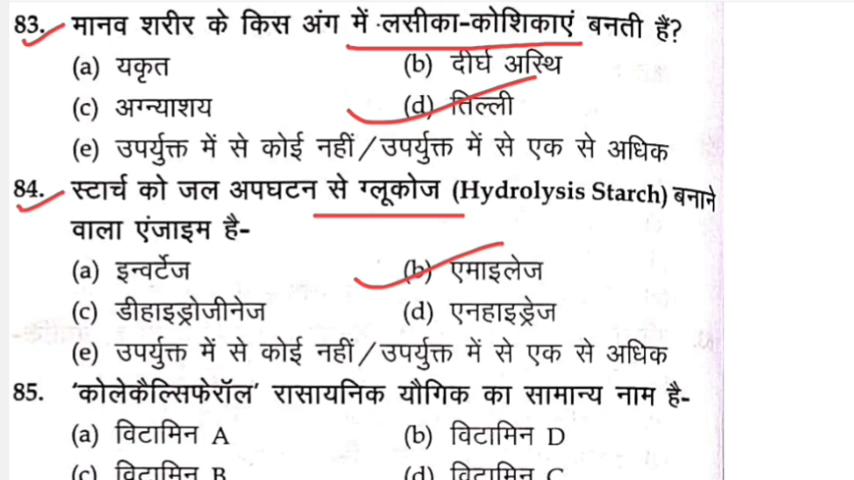 83. मानव शरीर के किस अंग में लसीका-कोशिकाएं बनती हैं?
(a) यकृत (b) दीर्घ अस्थि
(c) अग्न्याशय (d) तिल्ली
(e) उपर्युक्त में से कोई नहीं/उपर्युक्त में से एक से अधिक
84. स्टार्च को जल अपघटन से ग्लूकोज (Hydrolysis Starch) बनाने
वाला एंजाइम है-
(a) इन्वर्टेज (b) एमाइलेज
(c) डीहाइड्रोजीनेज (d) एनहाइड्रेज
(e) उपर्युक्त में से कोई नहीं/उपर्युक्त में से एक से अधिक
85. 'कोलेकैल्सिफेरॉल' रासायनिक यौगिक का सामान्य नाम है-
(a) विटामिन A (b) विटामिन D
(c) विटामिन B (d) विटामिन C